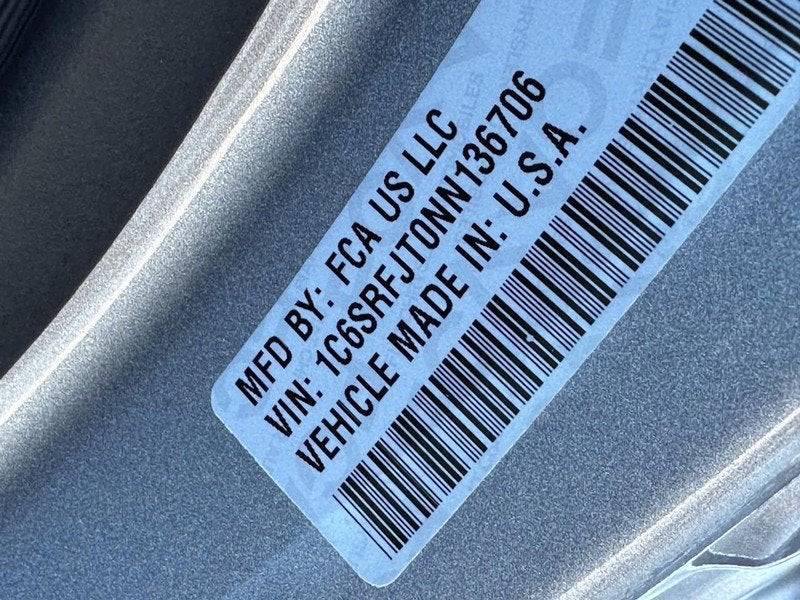 MFD BY: FCA US LLC
VIN: 1C6SRFJT0NN136706
VEHICLE MADE IN: U.S.A.